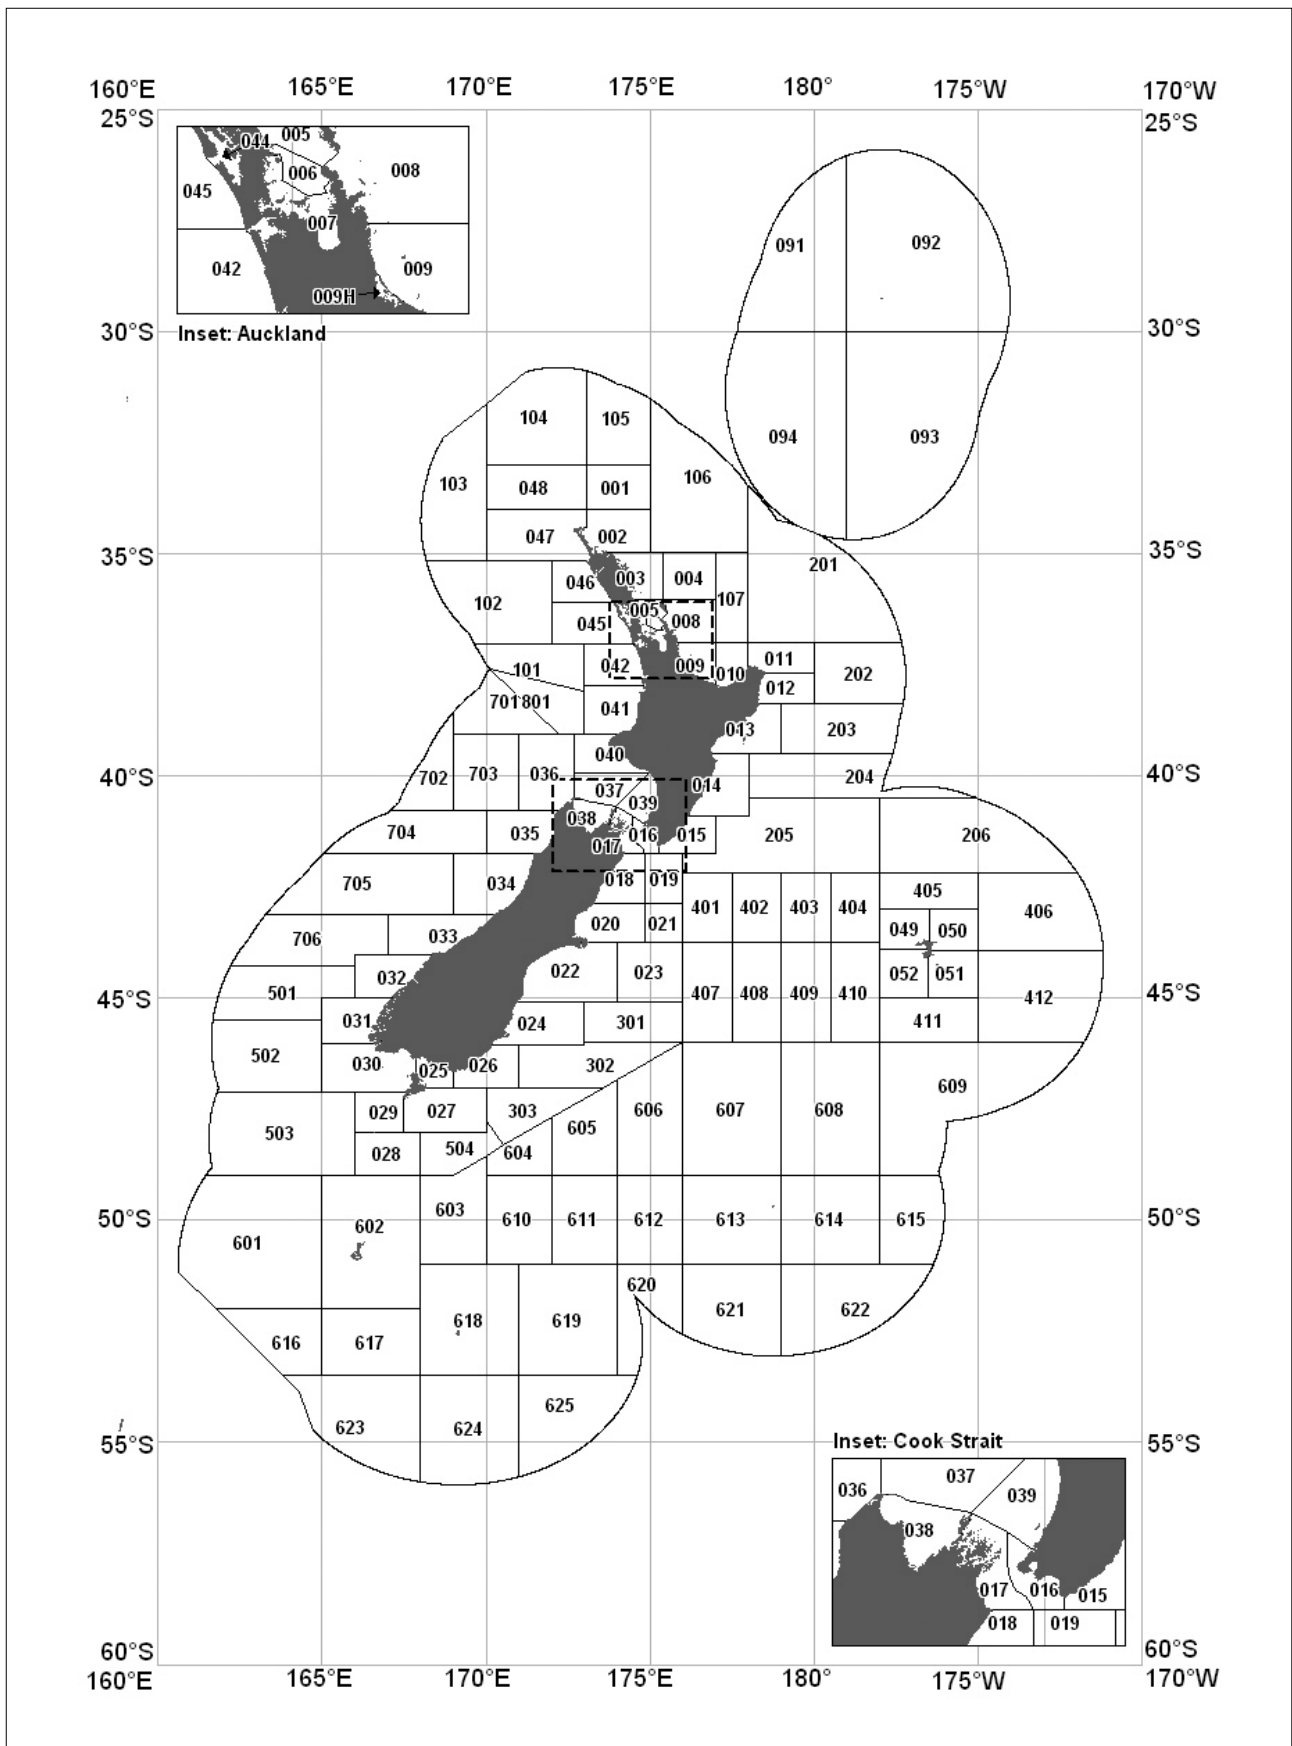 160°E 165°E 170°E 175°E 180° 175°W 170°W
25°S 25°S
044 005
006 008
045
007
042 009
009H
Inset: Auckland
091 092
30°S 30°S
104 105
094 093
103 106
048 001
047 002
35°S 35°S
201
046 003 004
102 107
005
045 008
011
042 009 010
101 202
012
701 801
041
013 203
040
702 703 036 204
40°S 40°S
037 014
039
038
704 035 016 015 205 206
017
705 034 018 019
405
401 402 403 404 406
020 021 049 050
706 033
022 023 052 051
032
501 45°S 407 408 409 410 412 45°S
031 024 301 411
502
030 025 026 302
609
029 027 303 606 607 608
503 605
028 504 604
603
50°S 602 610 611 612 613 614 615 50°S
601
620
621 622
618 619
616 617
625
623 624
55°S 55°S
Inset: Cook Strait
037
036 039
038
017 016 015
018 019
60°S 60°S
160°E 165°E 170°E 175°E 180° 175°W 170°W